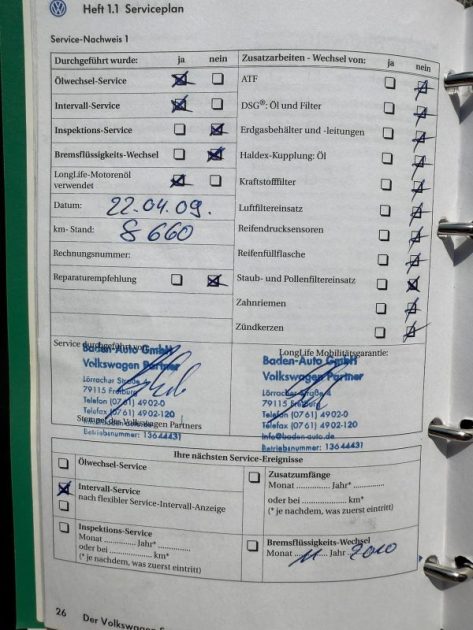 Heft 1.1 Serviceplan
Service-Nachweis 1
Durchgeführt wurde: ja nein
Ölwechsel-Service
Intervall-Service
Inspektions-Service
Bremsflüssigkeits-Wechsel
LongLife-Motorenöl
verwendet
Datum: 22.04.09.
km- Stand: 8 660
Rechnungsnummer:
Reparaturempfehlung
Zusatzarbeiten - Wechsel von: ja nein
ATF
DSG®: Öl und Filter
Erdgasbehälter und -leitungen
Haldex-Kupplung: Öl
Kraftstofffilter
Luftfiltereinsatz
Reifendrucksensoren
Reifenfüllflasche
Staub- und Pollenfiltereinsatz
Zahnriemen
Zündkerzen
Service durchgeführt von
Baden-Auto GmbH
Volkswagen Partner
Lörracher Straße
79115 Freiburg
Telefon (0761) 4902-0
Telefax (0761) 4902-120
Stempel des Volkswagen Partners
Betriebsnummer: 13644431
LongLife Mobilitätsgarantie:
Baden-Auto GmbH
Volkswagen Partner
Lörracher Straße
79115 Freiburg
Telefon (0761) 4902-0
Telefax (0761) 4902-120
info@baden-auto.de
Betriebsnummer: 13644431
Ihre nächsten Service-Ereignisse
Ölwechsel-Service
Intervall-Service
nach flexibler Service-Intervall-Anzeige
Inspektions-Service
Monat ............ Jahr*............
oder bei ............ km*
(* je nachdem, was zuerst eintritt)
Zusatzumfänge
Monat ............ Jahr*............
oder bei ............ km*
(* je nachdem, was zuerst eintritt)
Bremsflüssigkeits-Wechsel
Monat 11 Jahr 2010
26 Der Volkswagen